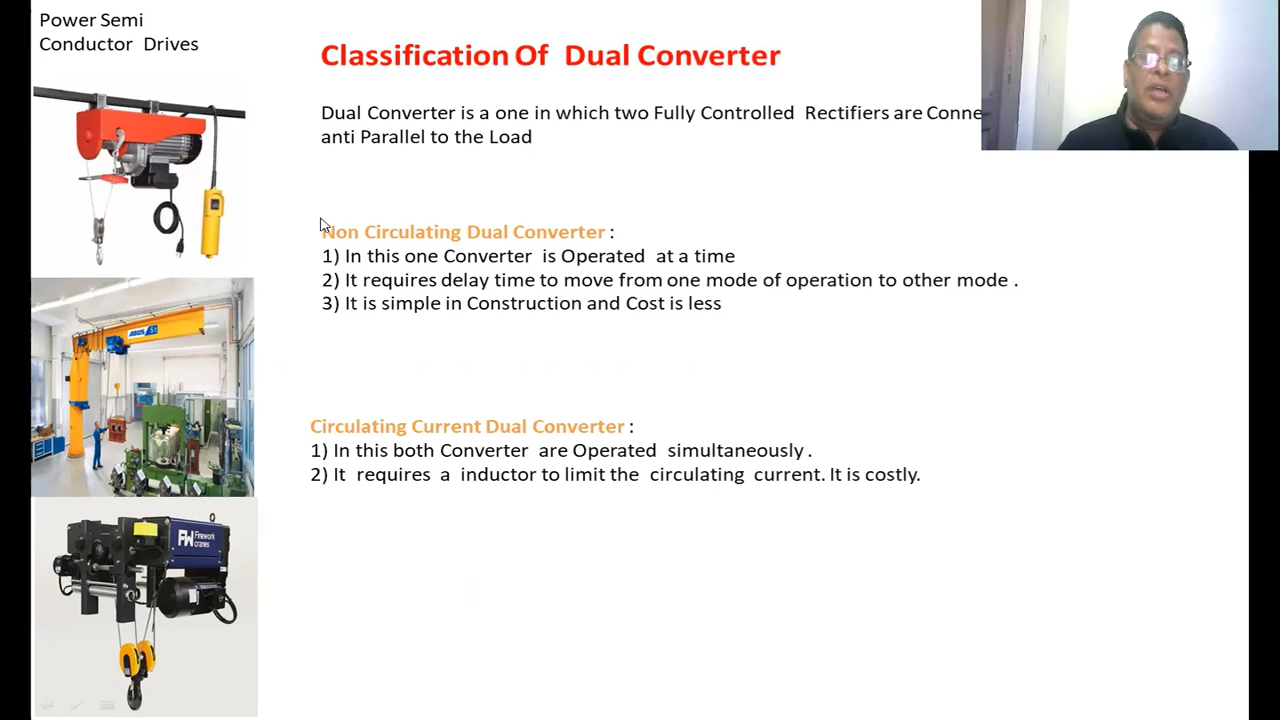 Power Semi
Conductor Drives
Classification Of Dual Converter
Dual Converter is a one in which two Fully Controlled Rectifiers are Conne
anti Parallel to the Load
Non Circulating Dual Converter :
1) In this one Converter is Operated at a time
2) It requires delay time to move from one mode of operation to other mode .
3) It is simple in Construction and Cost is less
Circulating Current Dual Converter :
1) In this both Converter are Operated simultaneously .
2) It requires a inductor to limit the circulating current. It is costly.
ABUS
FW Finework
cranes